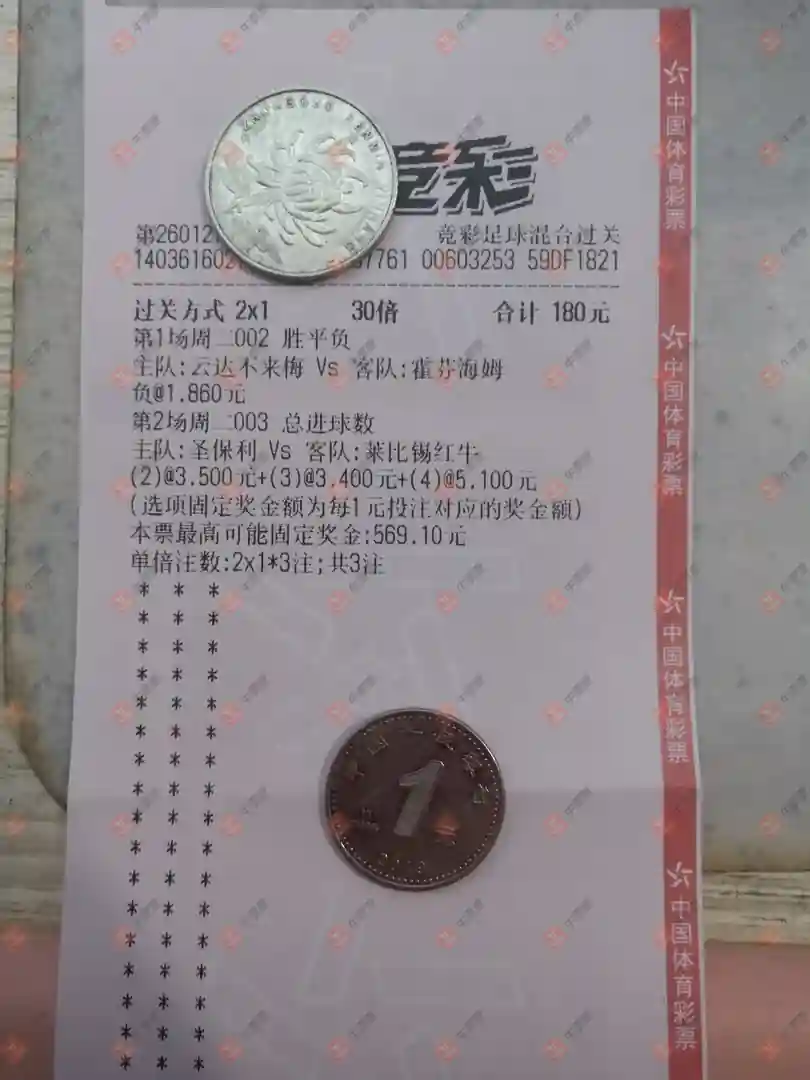 竞彩
第26012 竞彩足球混合过关
1403616021 7761 00603253 59DF1821
过关方式 2x1 30倍 合计 180元
第1场周二002 胜平负
主队:云达不来梅 Vs 客队:霍芬海姆
负@1.860元
第2场周二003 总进球数
主队:圣保利 Vs 客队:莱比锡红牛
(2)@3.500元+(3)@3.400元+(4)@5.100元
(选项固定奖金额为每1元投注对应的奖金额)
本票最高可能固定奖金:569.10元
单倍注数:2x1*3注;共3注
中国体育彩票
中国体育彩票
中国体育彩票
中国体育彩票
1